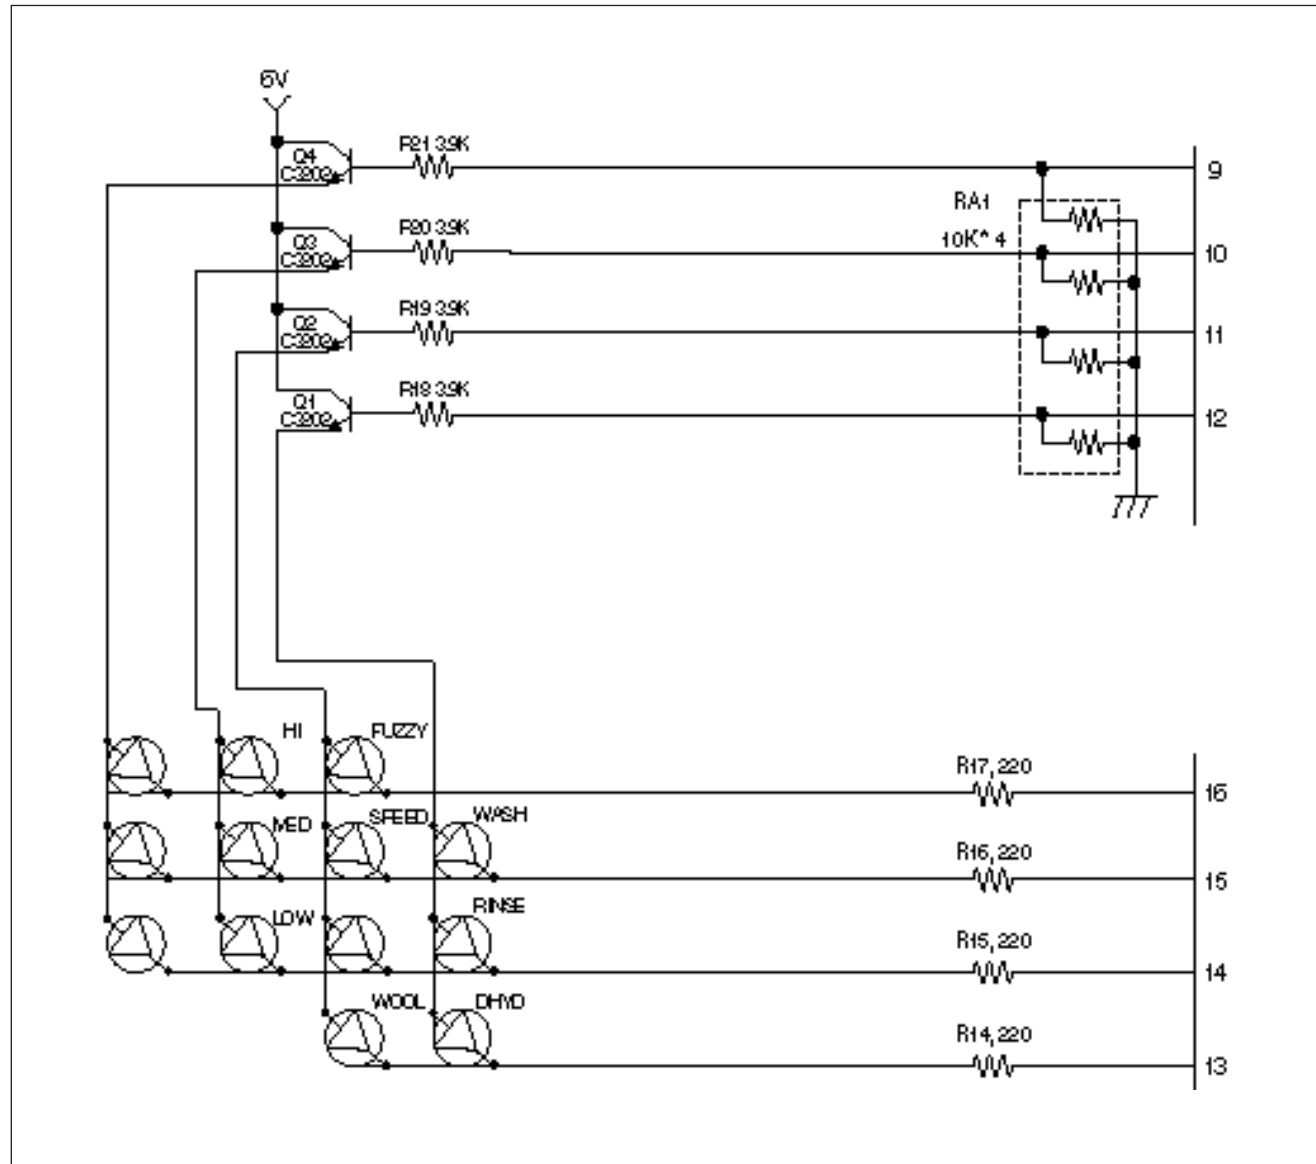 5V
R21 3.9K
Q4
C3202
9
RA1
R20 3.9K
Q3
C3202
10K* 4
10
R19 3.9K
Q2
C3202
11
R18 3.9K
Q1
C3202
12
HI
FUZZY
R17, 220
16
MED
SPEED
WASH
R16, 220
15
LOW
RINSE
R15, 220
14
WOOL
DHYD
R14, 220
13